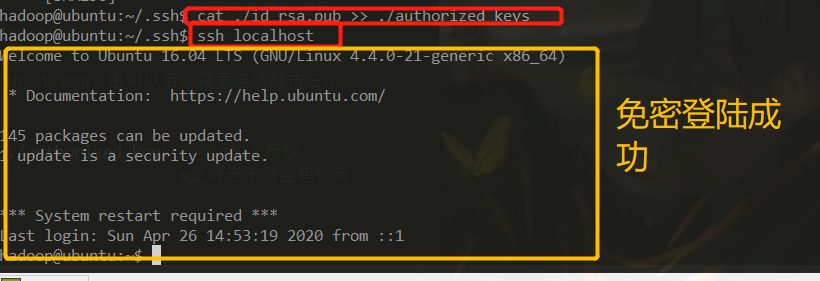 hadoop@ubuntu:~/.ssh$ cat ./id_rsa.pub >> ./authorized_keys
hadoop@ubuntu:~/.ssh$ ssh localhost
Welcome to Ubuntu 16.04 LTS (GNU/Linux 4.4.0-21-generic x86_64)
* Documentation: https://help.ubuntu.com/
145 packages can be updated.
1 update is a security update.
*** System restart required ***
Last login: Sun Apr 26 14:53:19 2020 from ::1
hadoop@ubuntu:~$
免密登陆成
功